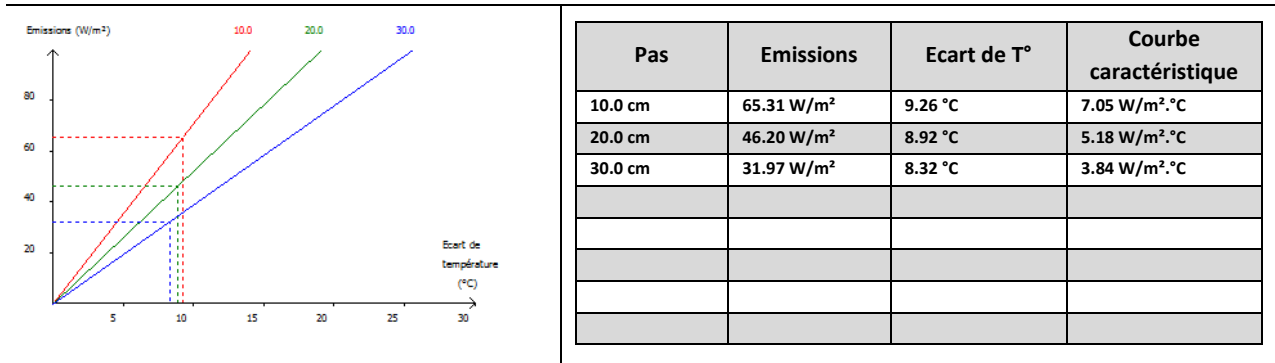 Emissions (W/m²) 10.0 20.0 30.0
80
60
40
20
Ecart de
température
(°C)
5 10 15 20 25 30
Pas Emissions Ecart de T° Courbe
caractéristique
10.0 cm 65.31 W/m² 9.26 °C 7.05 W/m².°C
20.0 cm 46.20 W/m² 8.92 °C 5.18 W/m².°C
30.0 cm 31.97 W/m² 8.32 °C 3.84 W/m².°C